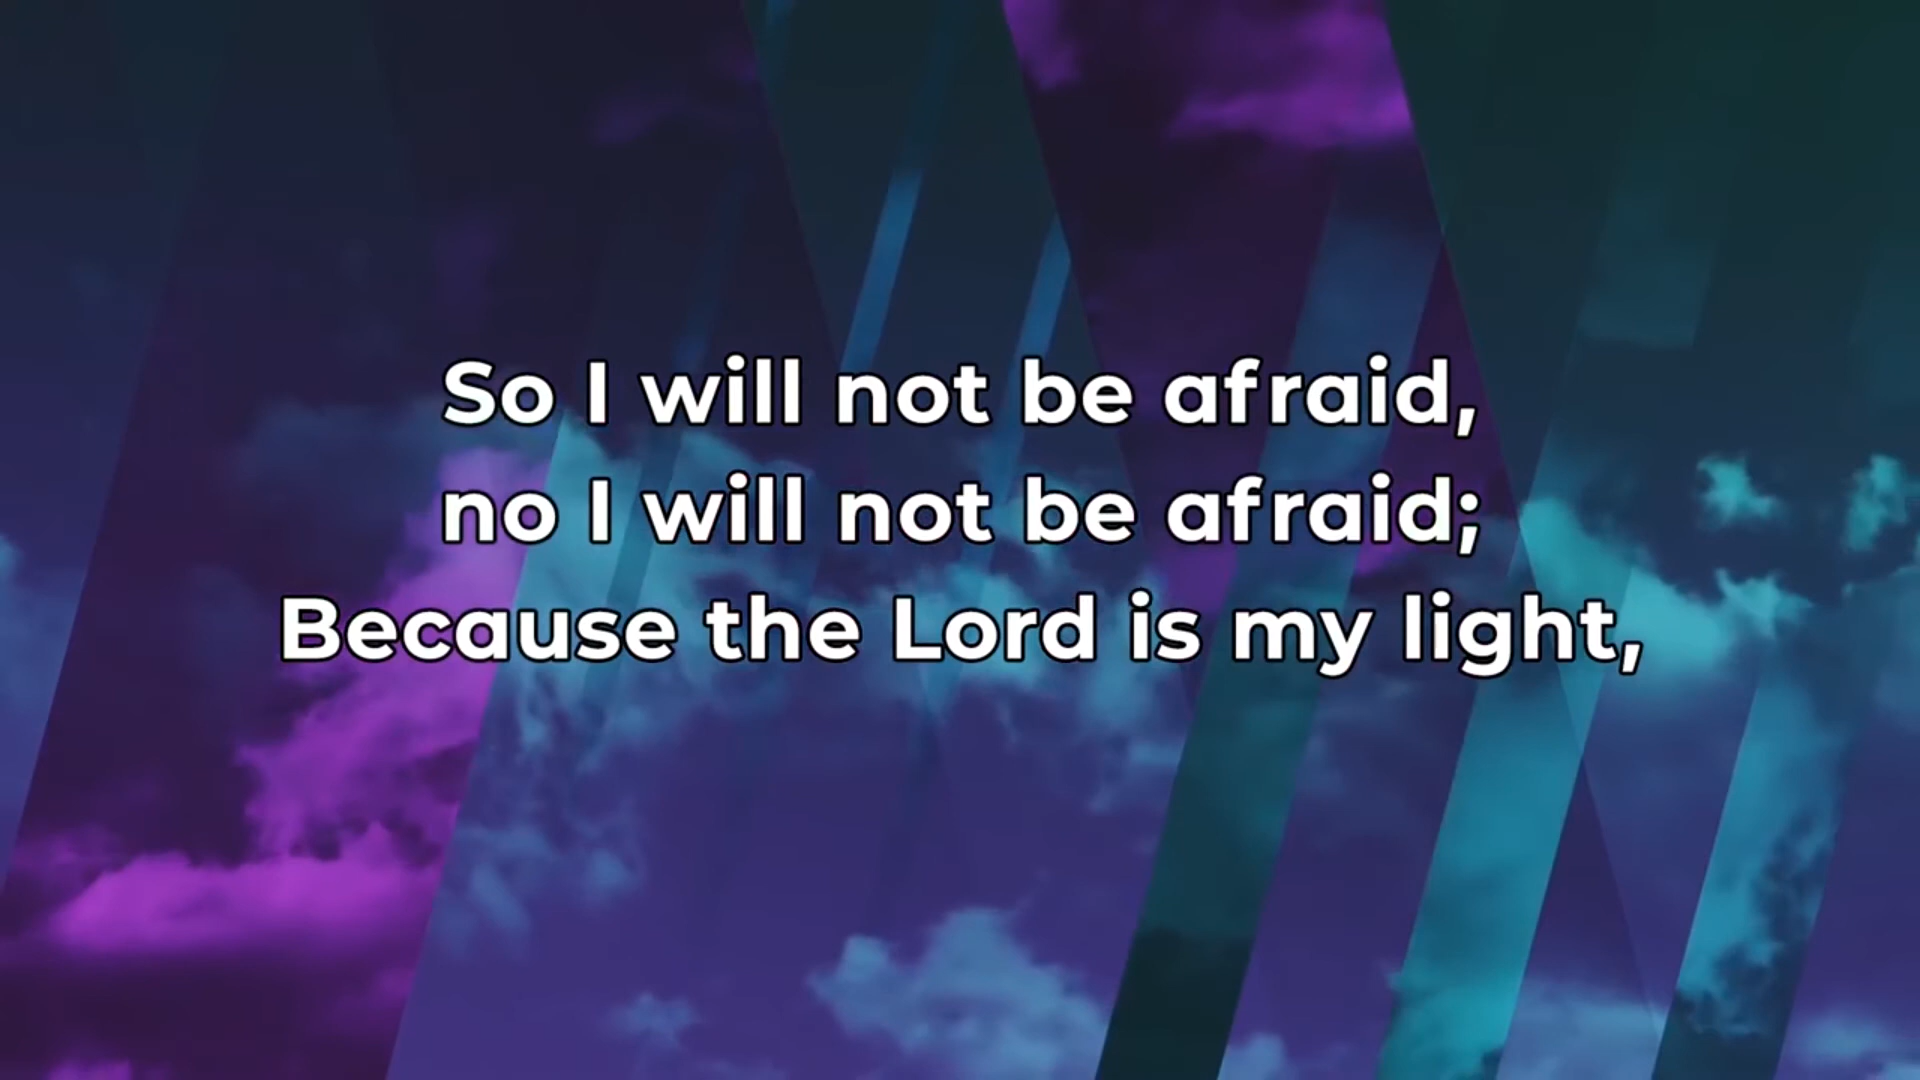 So I will not be afraid,
no I will not be afraid;
Because the Lord is my light,